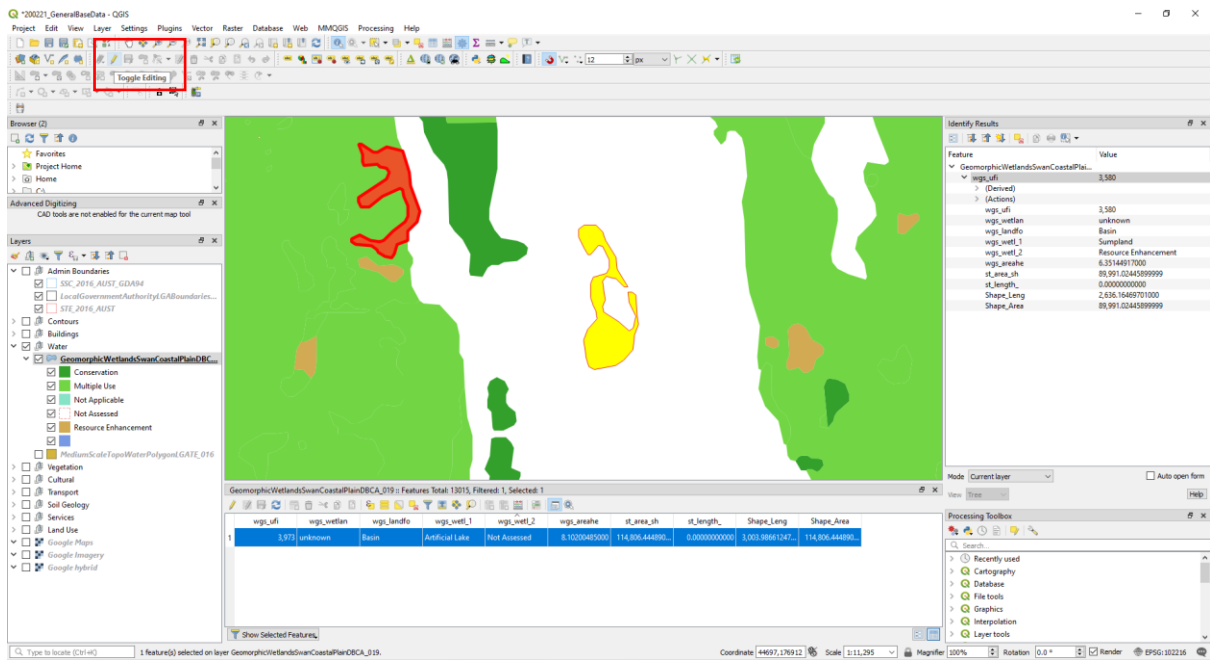 *200221_GeneralBaseData - QGIS
Project Edit View Layer Settings Plugins Vector Raster Database Web MMQGIS Processing Help
12 px
Toggle Editing
Browser (2)
Favorites
Project Home
Home
C:\
Advanced Digitizing
CAD tools are not enabled for the current map tool
Layers
Admin Boundaries
SSC_2016_AUST_GDA94
LocalGovernmentAuthorityLGABoundaries...
STE_2016_AUST
Contours
Buildings
Water
GeomorphicWetlandsSwanCoastalPlainDBC...
Conservation
Multiple Use
Not Applicable
Not Assessed
Resource Enhancement
MediumScaleTopoWaterPolygonLGATE_016
Vegetation
Cultural
Transport
Soil Geology
Services
Land Use
Google Maps
Google Imagery
Google hybrid
GeomorphicWetlandsSwanCoastalPlainDBCA_019 :: Features Total: 13015, Filtered: 1, Selected: 1
wgs_ufi wgs_wetlan wgs_landfo wgs_wetl_1 wgs_wetl_2 wgs_areahe st_area_sh st_length_ Shape_Leng Shape_Area
1 3,973 unknown Basin Artificial Lake Not Assessed 8.10200485000 114,806.444890... 0.00000000000 3,003.98661247... 114,806.444890...
Show Selected Features
Identify Results
Feature Value
GeomorphicWetlandsSwanCoastalPlai...
wgs_ufi 3,580
(Derived)
(Actions)
wgs_ufi 3,580
wgs_wetlan unknown
wgs_landfo Basin
wgs_wetl_1 Sumpland
wgs_wetl_2 Resource Enhancement
wgs_areahe 6.35144917000
st_area_sh 89,991.02445899999
st_length_ 0.00000000000
Shape_Leng 2,636.16469701000
Shape_Area 89,991.02445899999
Mode Current layer Auto open form
View Tree Help
Processing Toolbox
Search...
Recently used
Cartography
Database
File tools
Graphics
Interpolation
Layer tools
Type to locate (Ctrl+K) 1 feature(s) selected on layer GeomorphicWetlandsSwanCoastalPlainDBCA_019. Coordinate 44697,176912 Scale 1:11,295 Magnifier 100% Rotation 0.0 ° Render EPSG:102216